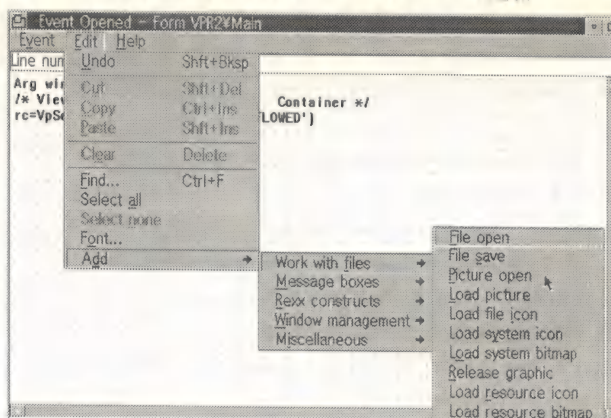 Event Opened – Form VPR2¥Main
Event Edit Help
Line num
Arg wi
/* View Container */
rc=VpSe LOWED')
Undo Shft+Bksp
Cut Shft+Del
Copy Ctrl+Ins
Paste Shft+Ins
Clear Delete
Find... Ctrl+F
Select all
Select none
Font...
Add
Work with files
Message boxes
Rexx constructs
Window management
Miscellaneous
File open
File save
Picture open
Load picture
Load file icon
Load system icon
Load system bitmap
Release graphic
Load resource icon
Load resource bitmap